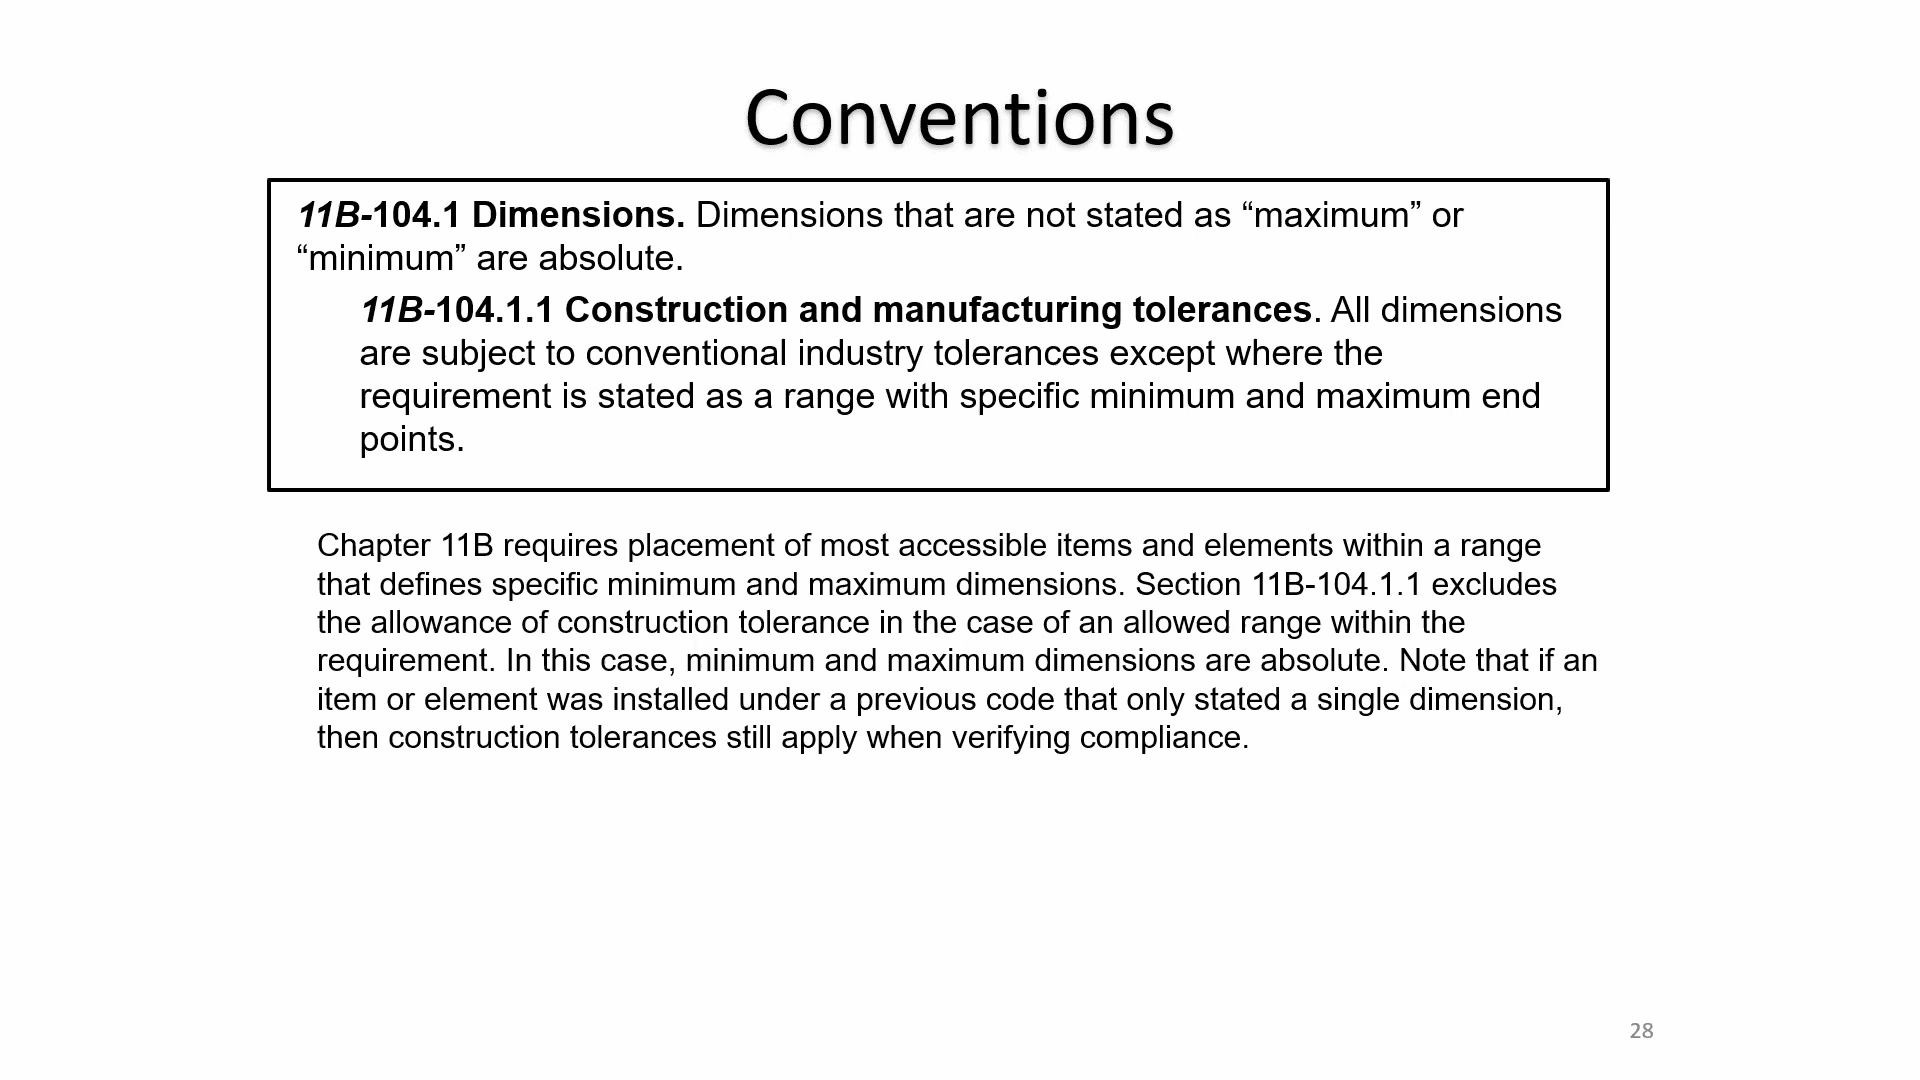 Conventions
11B-104.1 Dimensions. Dimensions that are not stated as “maximum” or
“minimum” are absolute.
11B-104.1.1 Construction and manufacturing tolerances. All dimensions
are subject to conventional industry tolerances except where the
requirement is stated as a range with specific minimum and maximum end
points.
Chapter 11B requires placement of most accessible items and elements within a range
that defines specific minimum and maximum dimensions. Section 11B-104.1.1 excludes
the allowance of construction tolerance in the case of an allowed range within the
requirement. In this case, minimum and maximum dimensions are absolute. Note that if an
item or element was installed under a previous code that only stated a single dimension,
then construction tolerances still apply when verifying compliance.
28